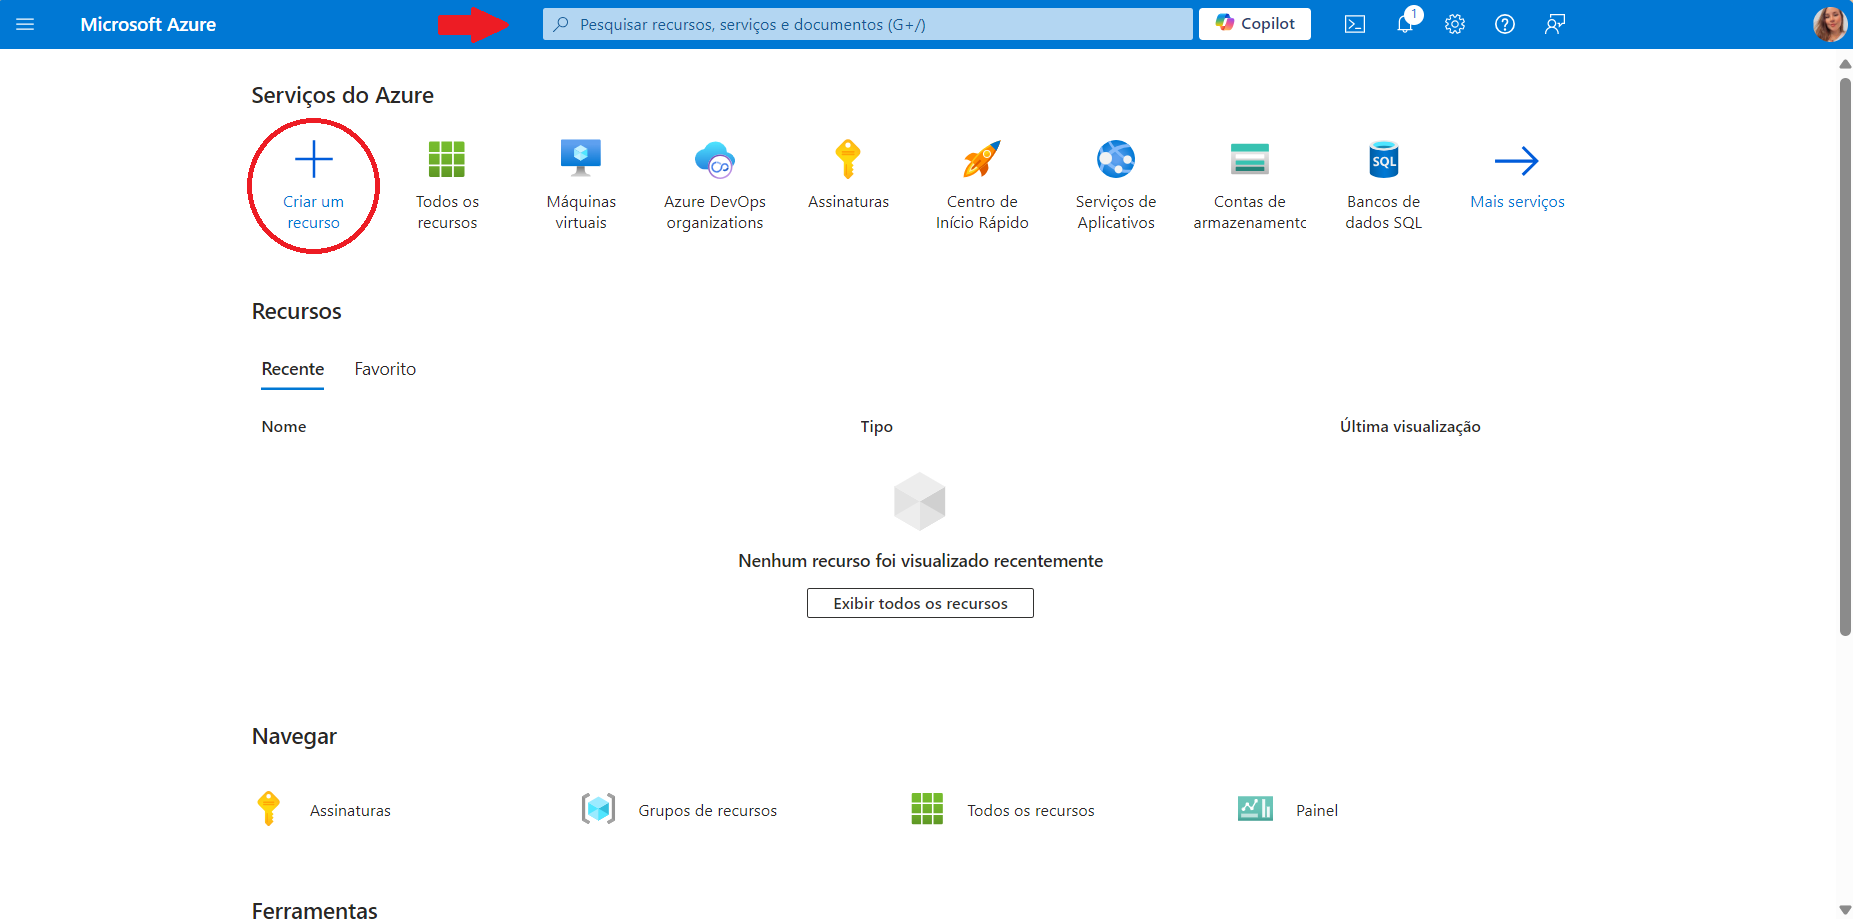 Microsoft Azure
Pesquisar recursos, serviços e documentos (G+/)
Copilot
1
Serviços do Azure
Criar um
recurso
Todos os
recursos
Máquinas
virtuais
Azure DevOps
organizations
Assinaturas
Centro de
Início Rápido
Serviços de
Aplicativos
Contas de
armazenamento
SQL
Bancos de
dados SQL
Mais serviços
Recursos
Recente
Favorito
Nome
Tipo
Última visualização
Nenhum recurso foi visualizado recentemente
Exibir todos os recursos
Navegar
Assinaturas
Grupos de recursos
Todos os recursos
Painel
Ferramentas